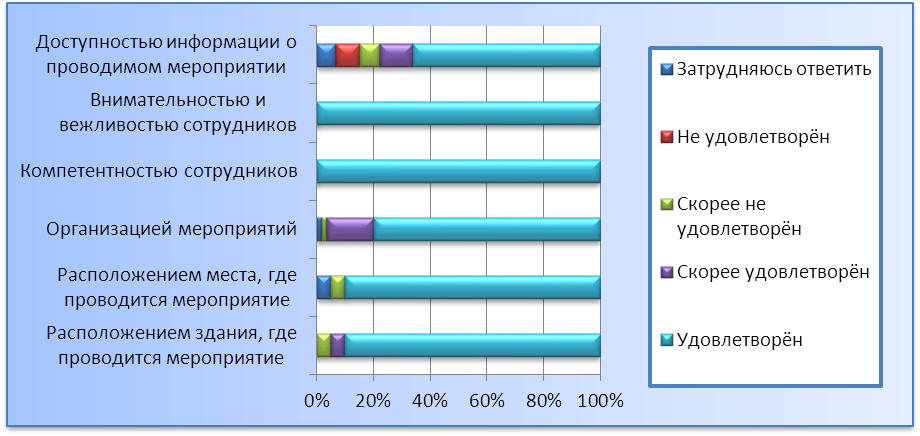 Доступностью информации о
проводимом мероприятии
Внимательностью и
вежливостью сотрудников
Компетентностью сотрудников
Организацией мероприятий
Расположением места, где
проводится мероприятие
Расположением здания, где
проводится мероприятие
0% 20% 40% 60% 80% 100%
Затрудняюсь ответить
Не удовлетворён
Скорее не
удовлетворён
Скорее удовлетворён
Удовлетворён